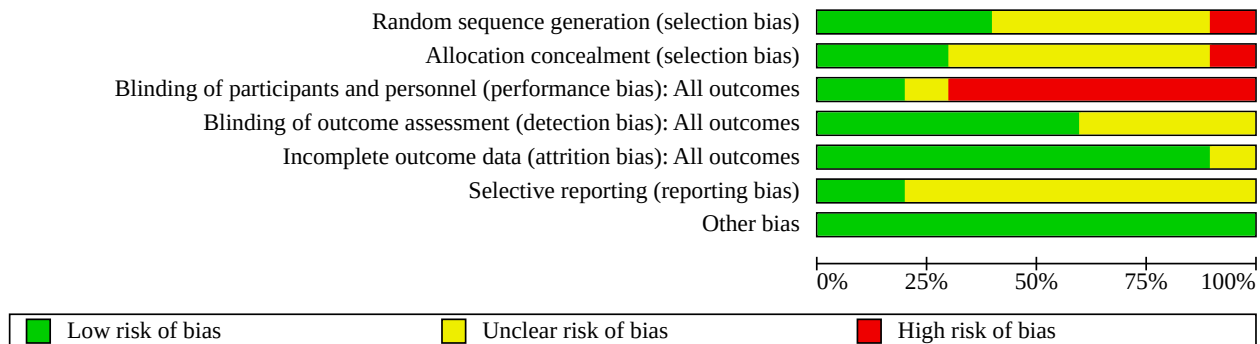 Random sequence generation (selection bias)
Allocation concealment (selection bias)
Blinding of participants and personnel (performance bias): All outcomes
Blinding of outcome assessment (detection bias): All outcomes
Incomplete outcome data (attrition bias): All outcomes
Selective reporting (reporting bias)
Other bias
0% 25% 50% 75% 100%
Low risk of bias Unclear risk of bias High risk of bias